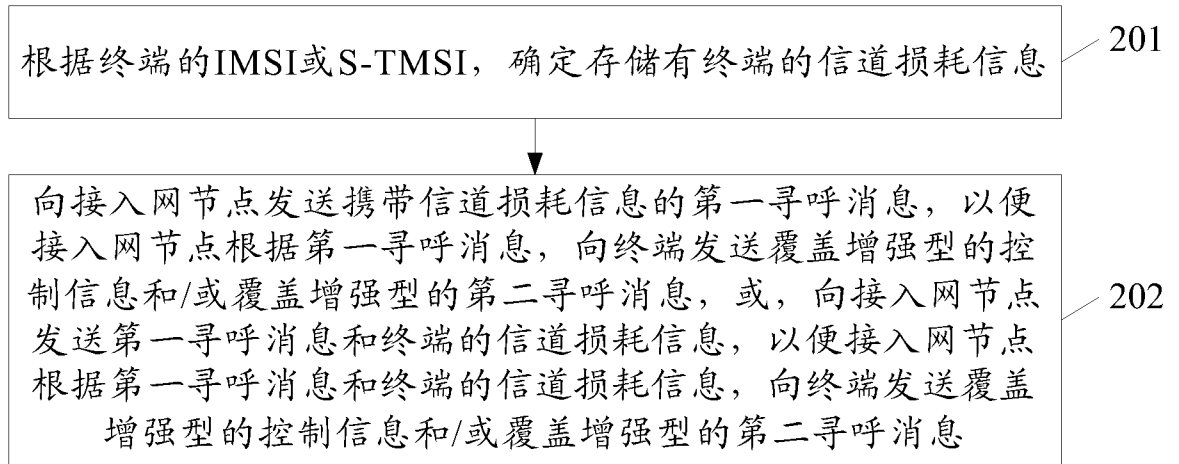 根据终端的IMSI或S-TMSI，确定存储有终端的信道损耗信息
201
向接入网节点发送携带信道损耗信息的第一寻呼消息，以便
接入网节点根据第一寻呼消息，向终端发送覆盖增强型的控
制信息和/或覆盖增强型的第二寻呼消息，或，向接入网节点
发送第一寻呼消息和终端的信道损耗信息，以便接入网节点
根据第一寻呼消息和终端的信道损耗信息，向终端发送覆盖
增强型的控制信息和/或覆盖增强型的第二寻呼消息
202